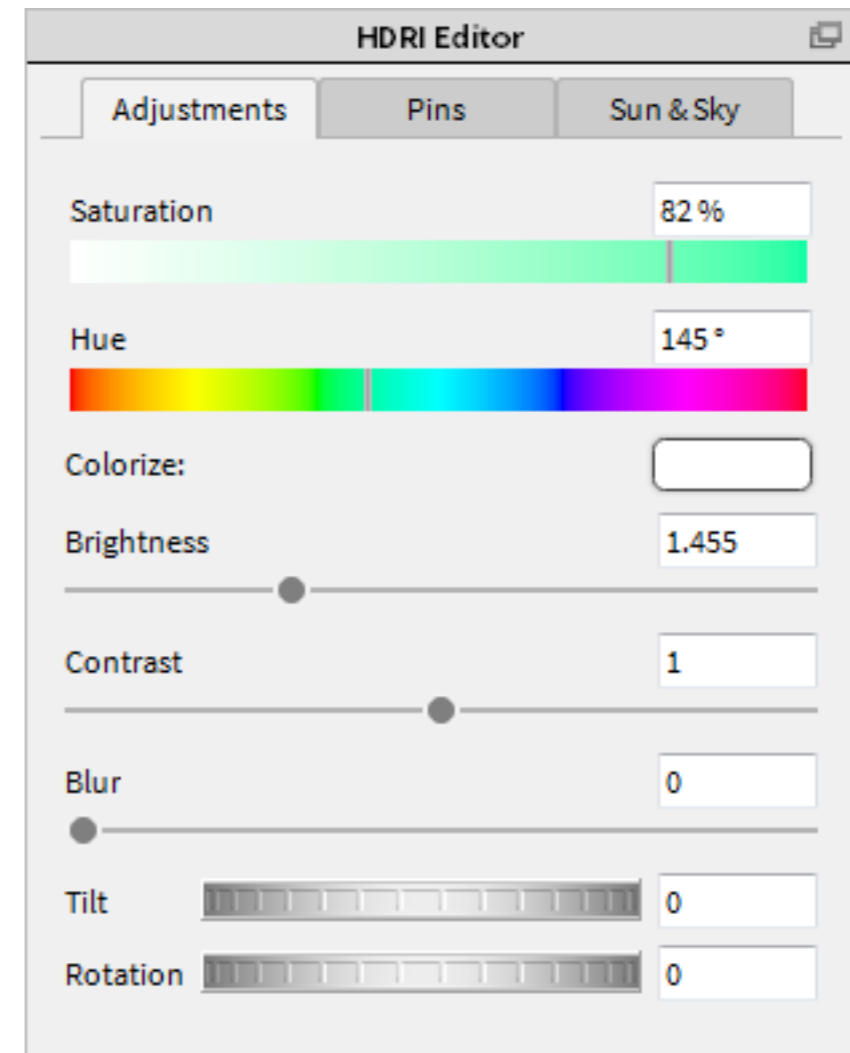 HDRI Editor
Adjustments Pins Sun & Sky
Saturation 82 %
Hue 145 °
Colorize:
Brightness 1.455
Contrast 1
Blur 0
Tilt 0
Rotation 0